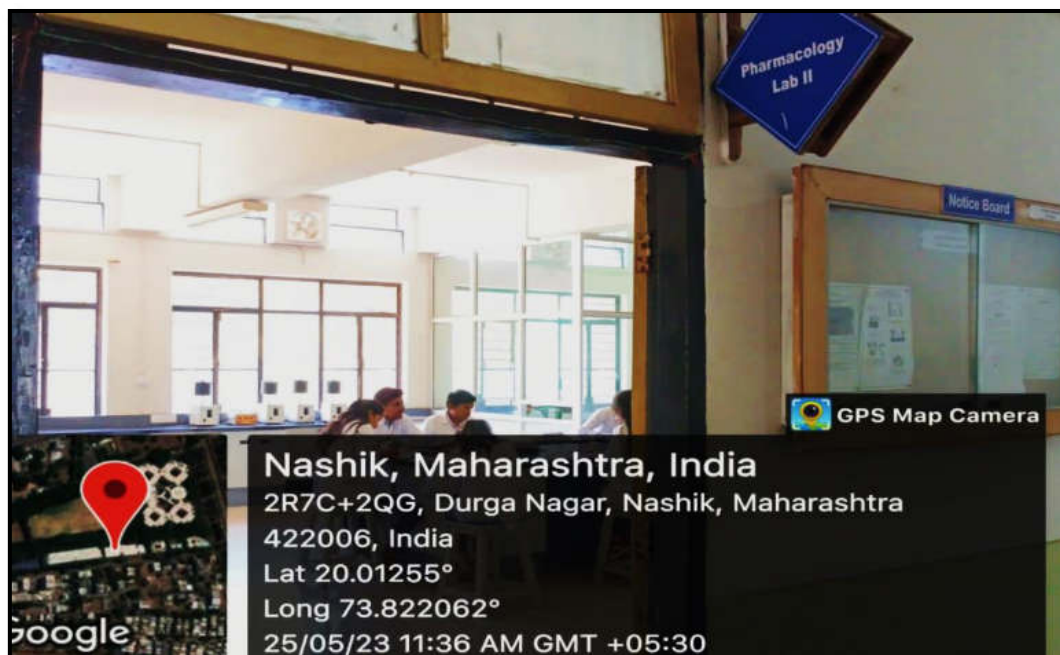 Pharmacology
Lab II
Notice Board
GPS Map Camera
Nashik, Maharashtra, India
2R7C+2QG, Durga Nagar, Nashik, Maharashtra
422006, India
Lat 20.01255°
Long 73.822062°
25/05/23 11:36 AM GMT +05:30
Google